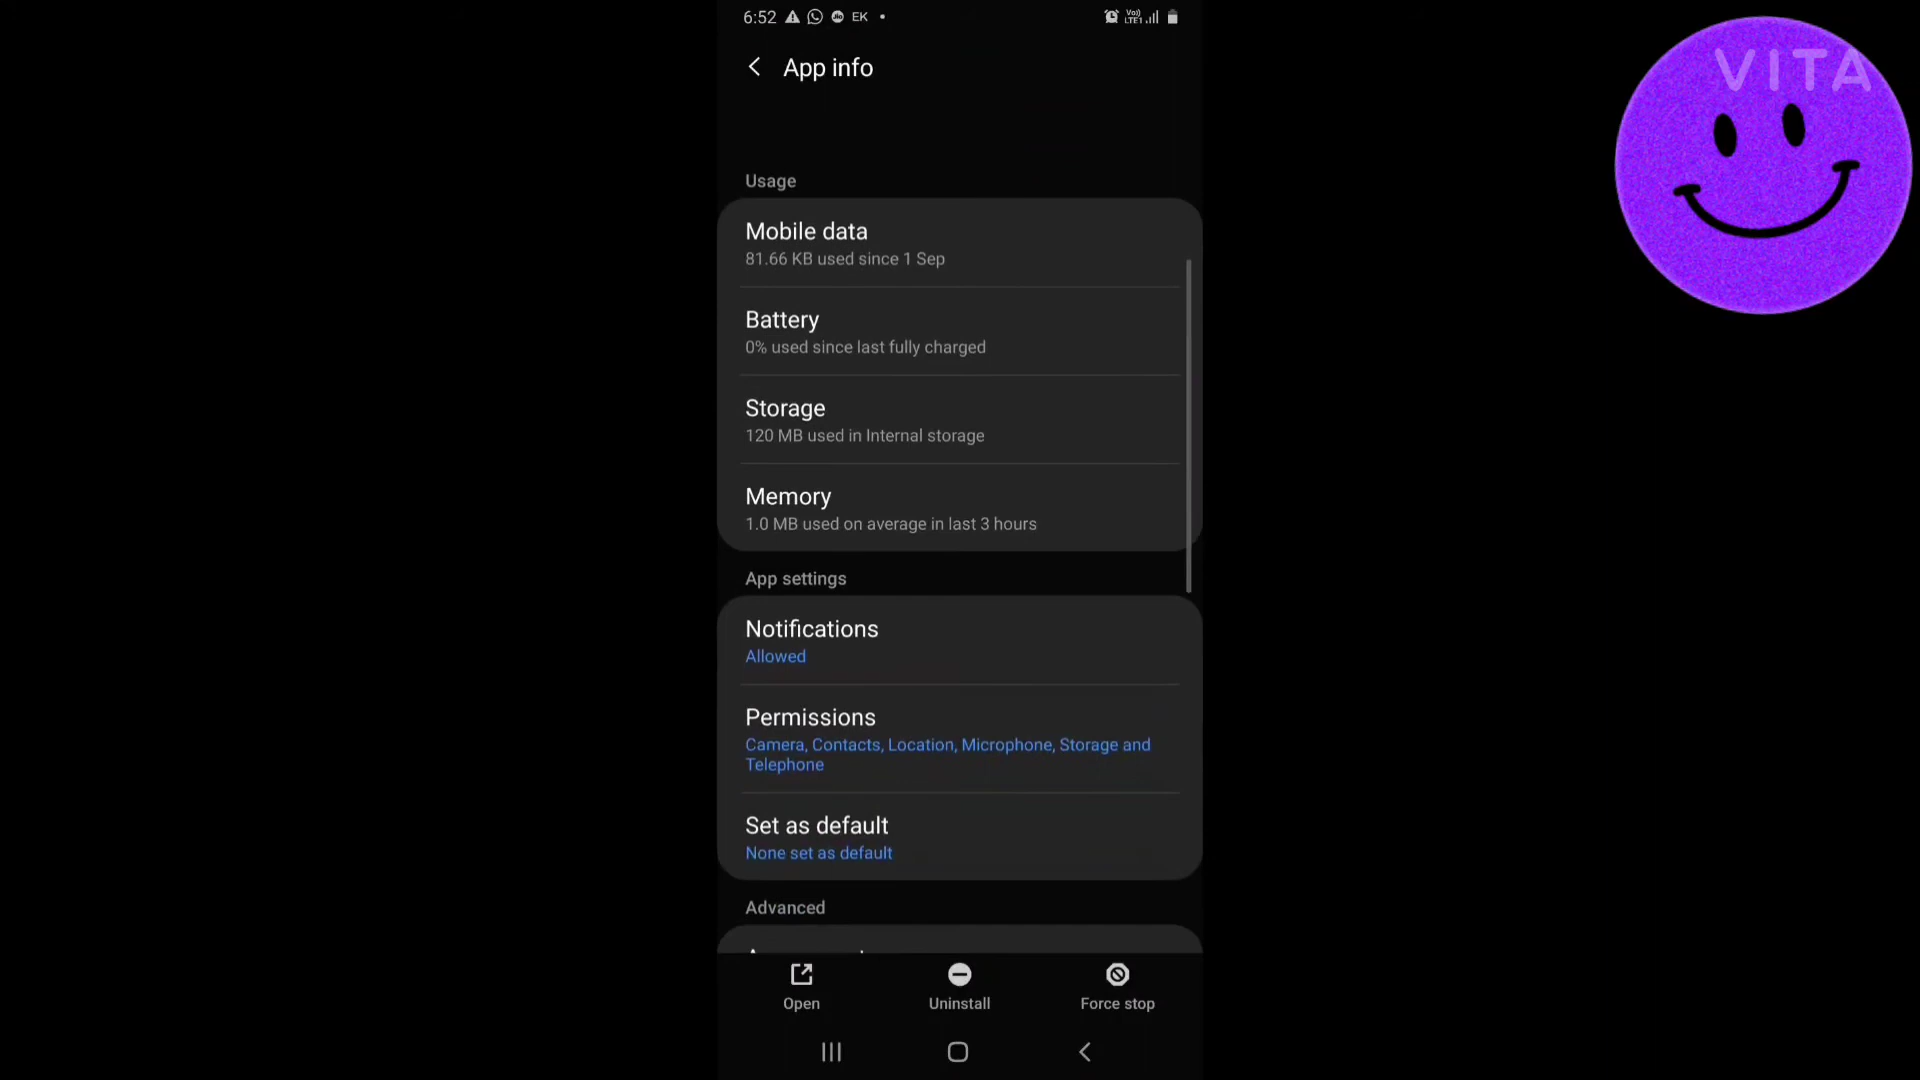 6:52 EK
VITA
App info
Usage
Mobile data
81.66 KB used since 1 Sep
Battery
0% used since last fully charged
Storage
120 MB used in Internal storage
Memory
1.0 MB used on average in last 3 hours
App settings
Notifications
Allowed
Permissions
Camera, Contacts, Location, Microphone, Storage and
Telephone
Set as default
None set as default
Advanced
Open Uninstall Force stop